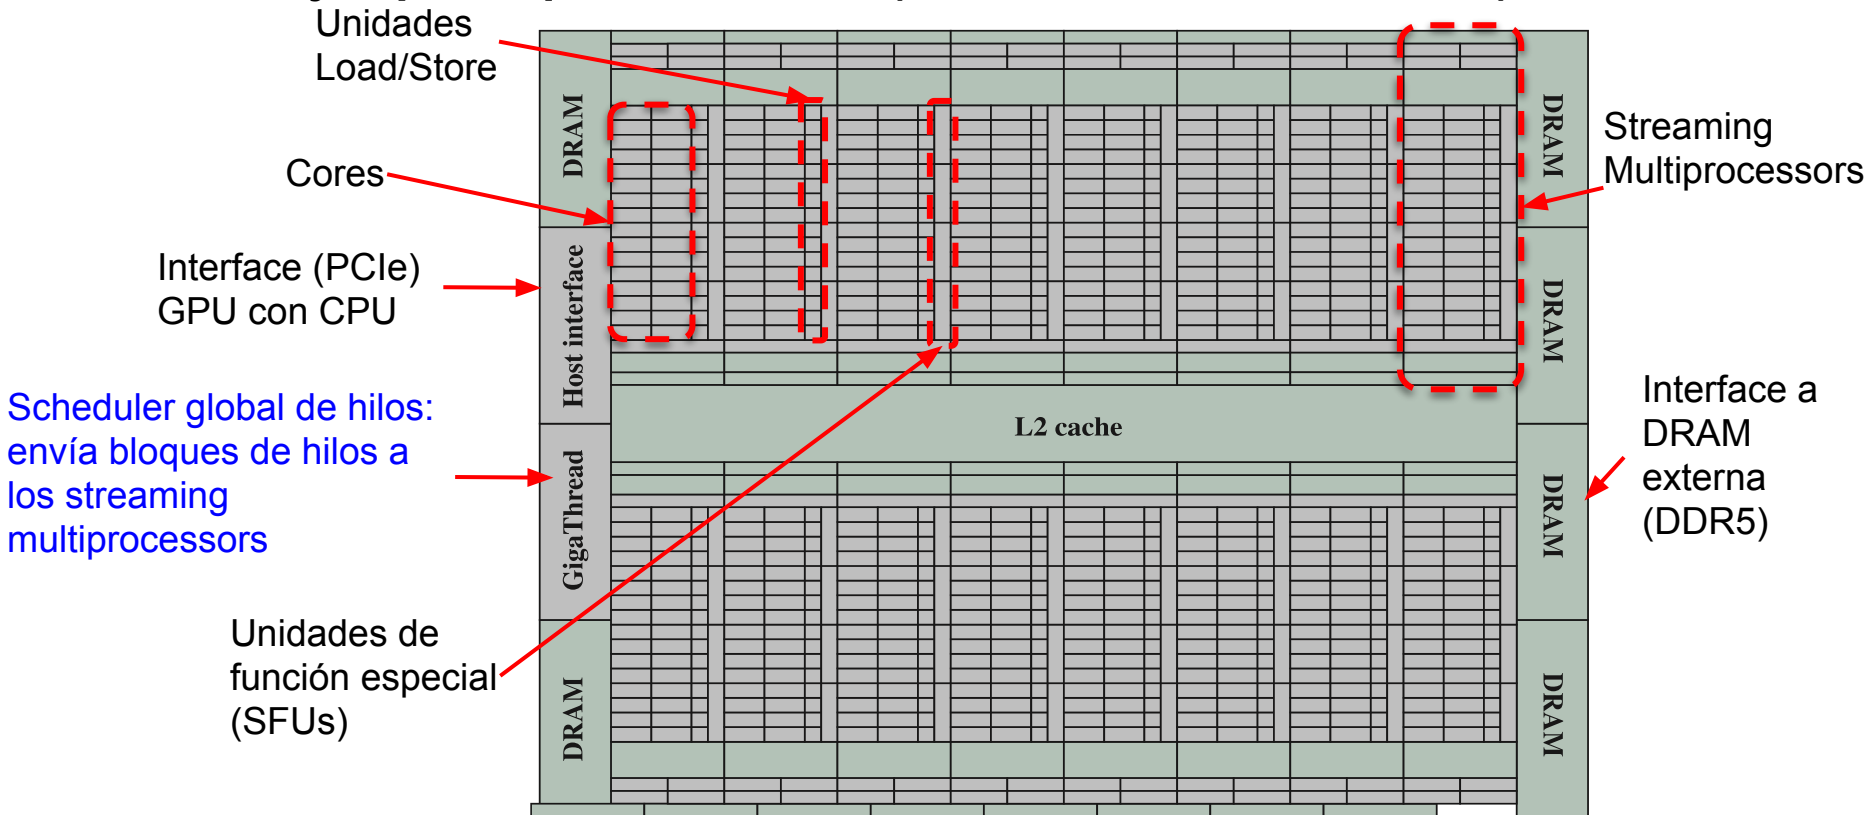 Unidades
Load/Store
Cores
Interface (PCIe)
GPU con CPU
Scheduler global de hilos:
envía bloques de hilos a
los streaming
multiprocessors
Unidades de
función especial
(SFUs)
DRAM
Host interface
GigaThread
DRAM
L2 cache
DRAM
DRAM
DRAM
DRAM
Streaming
Multiprocessors
Interface a
DRAM
externa
(DDR5)